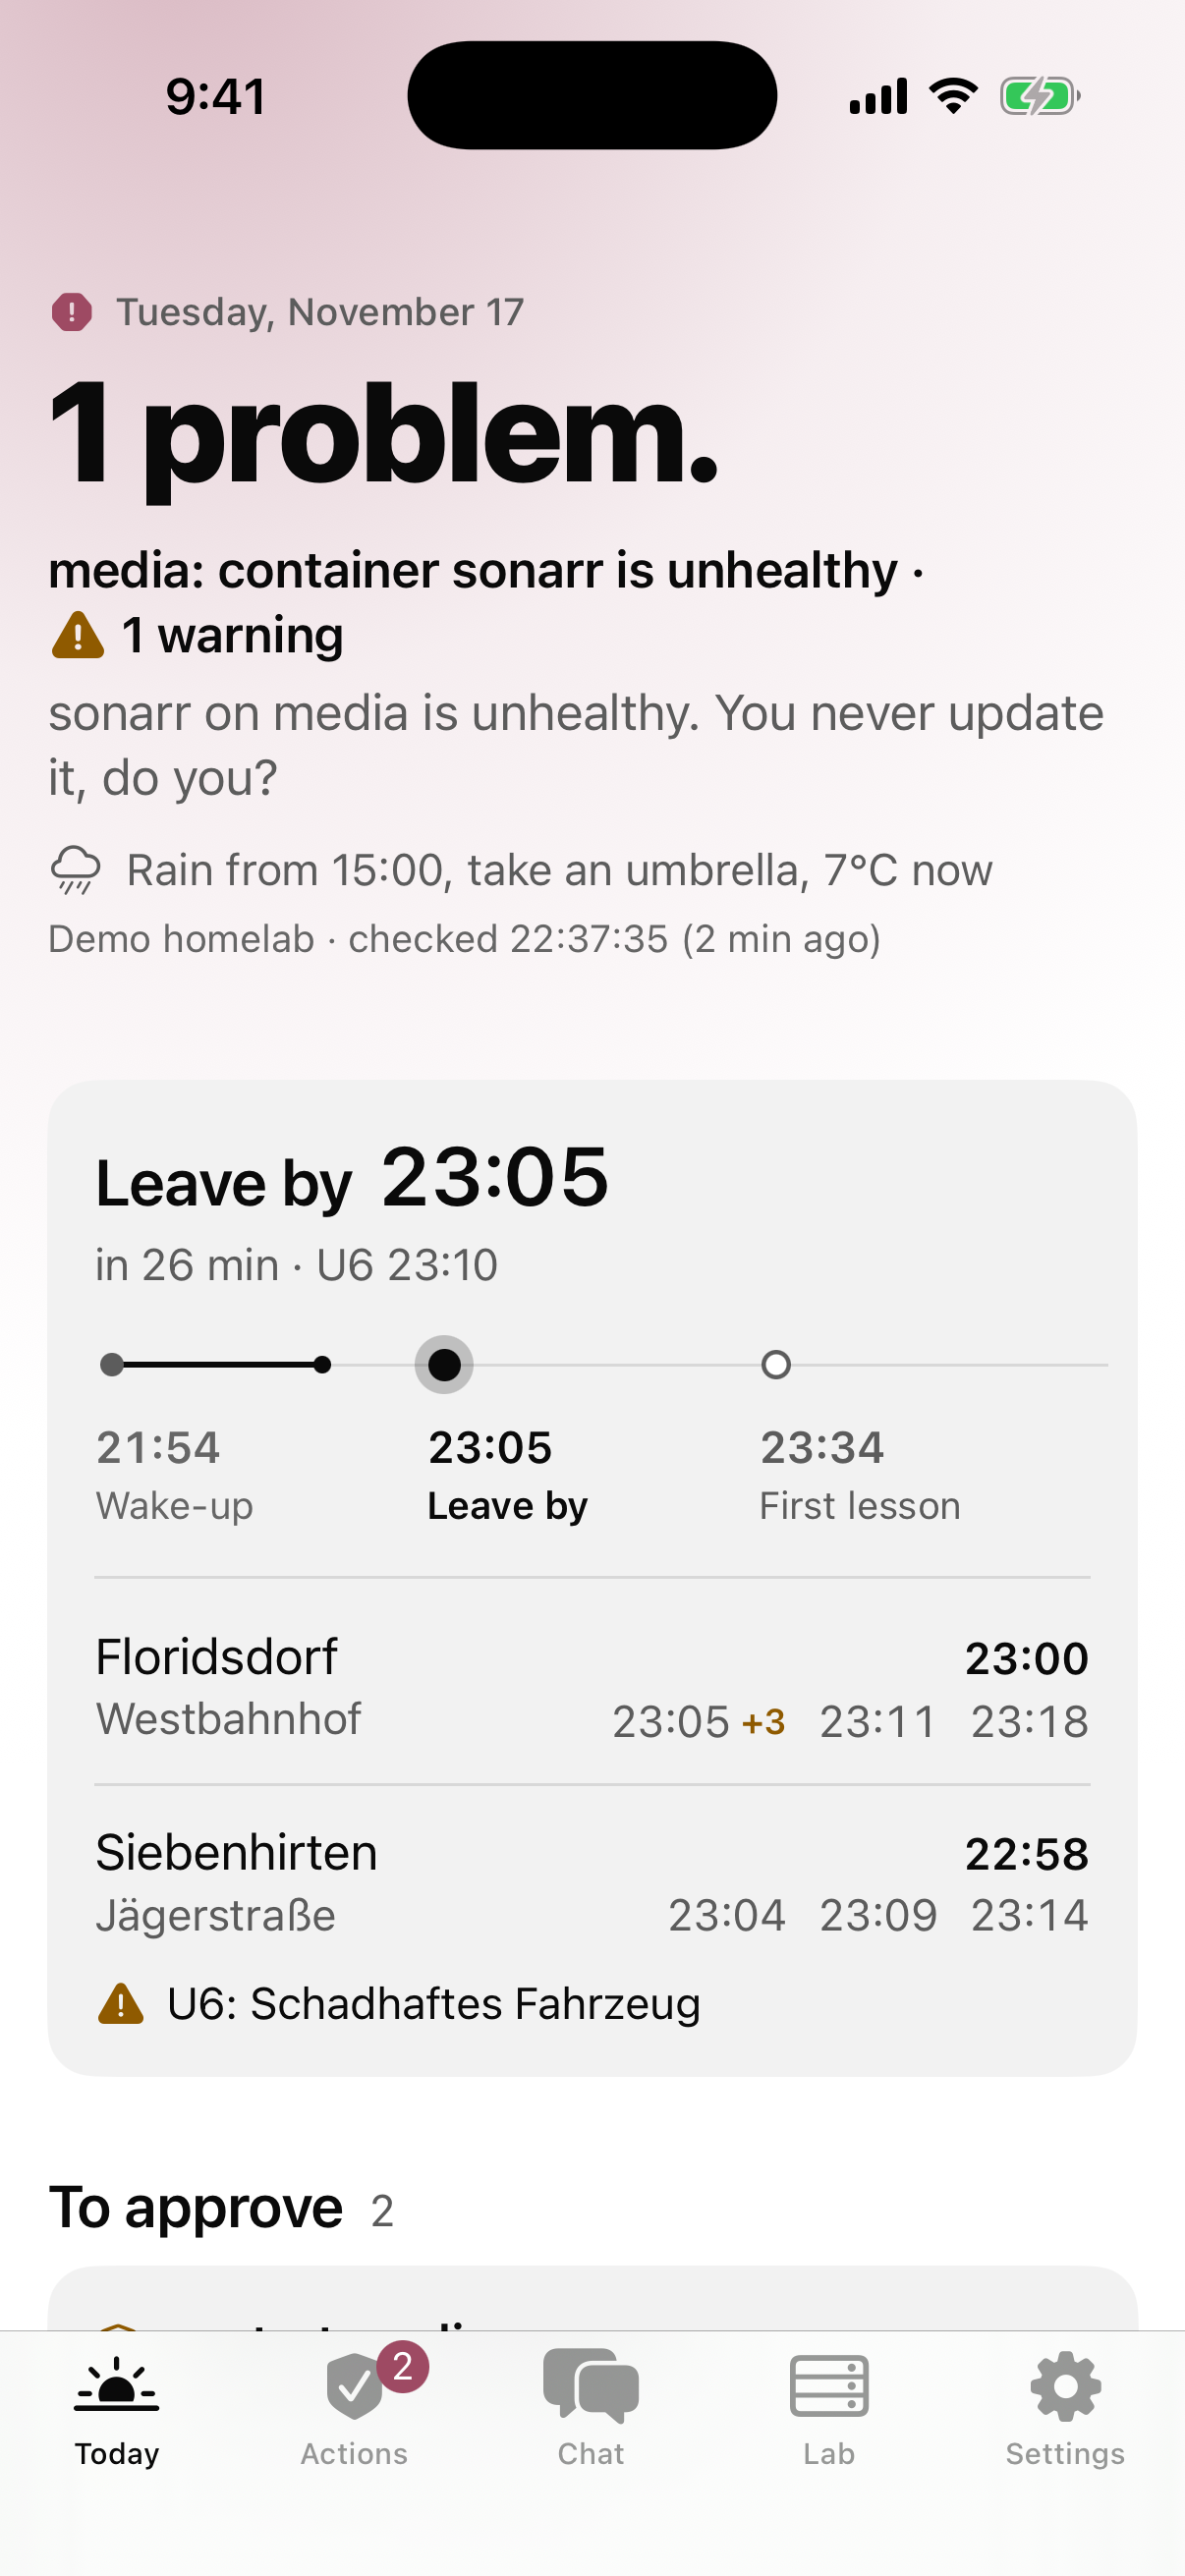 9:41
Tuesday, November 17
1 problem.
media: container sonarr is unhealthy ·
1 warning
sonarr on media is unhealthy. You never update
it, do you?
Rain from 15:00, take an umbrella, 7°C now
Demo homelab · checked 22:37:35 (2 min ago)
Leave by 23:05
in 26 min · U6 23:10
21:54 23:05 23:34
Wake-up Leave by First lesson
Floridsdorf 23:00
Westbahnhof 23:05 +3 23:11 23:18
Siebenhirten 22:58
Jägerstraße 23:04 23:09 23:14
U6: Schadhaftes Fahrzeug
To approve 2
2
Today Actions Chat Lab Settings